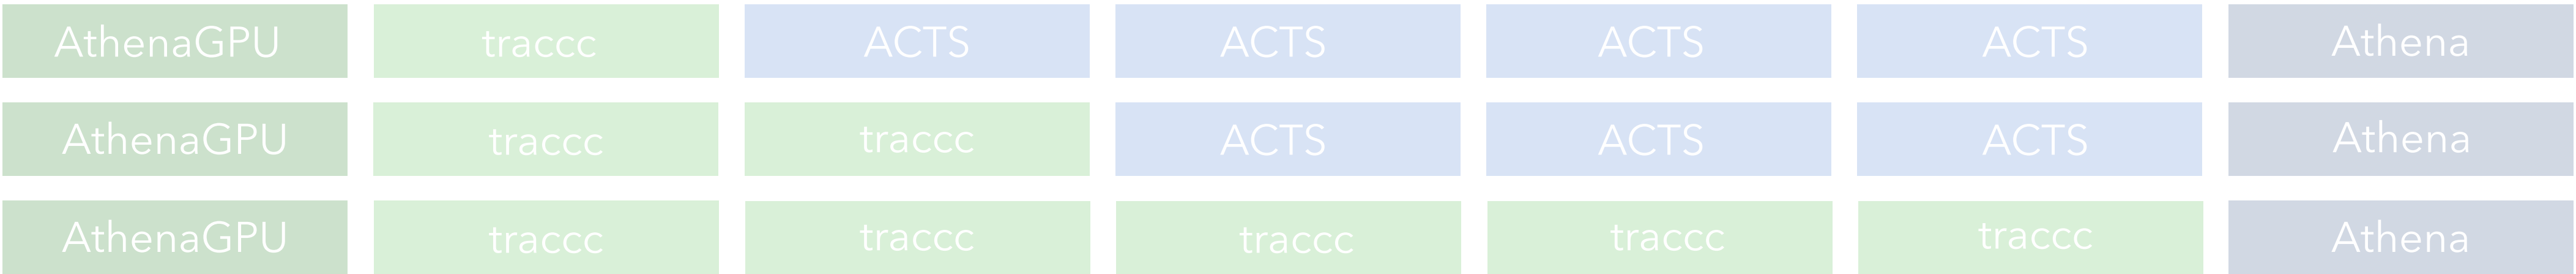 AthenaGPU traccc ACTS ACTS ACTS ACTS Athena
AthenaGPU traccc traccc ACTS ACTS ACTS Athena
AthenaGPU traccc traccc traccc traccc traccc Athena